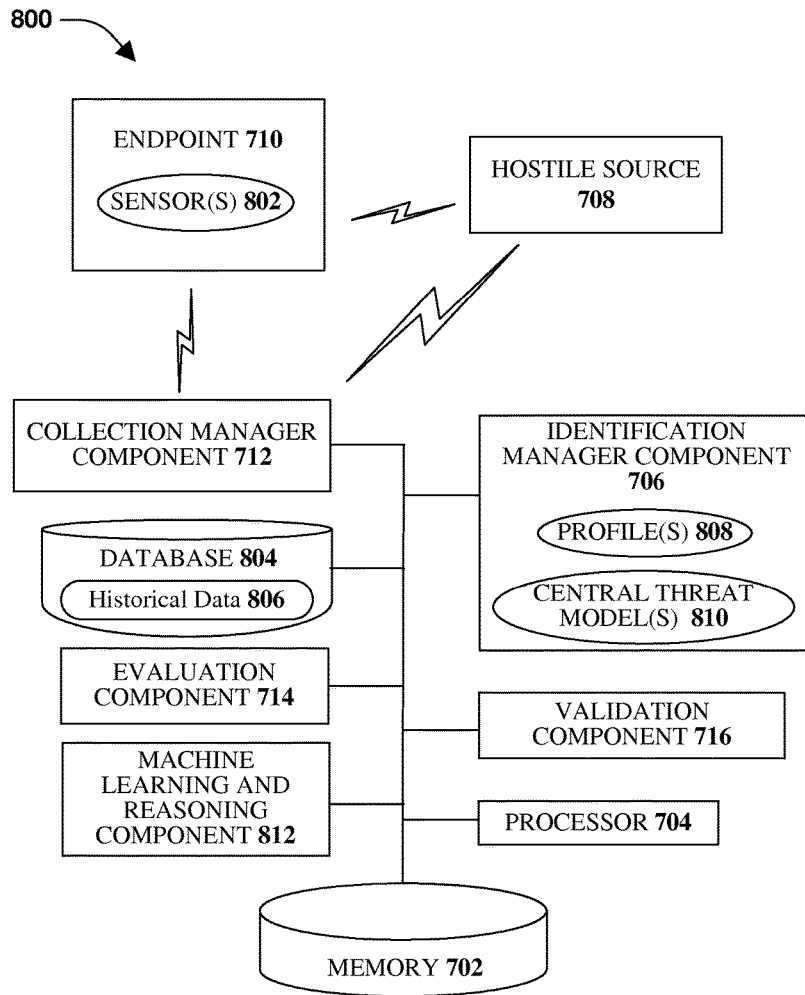 800
ENDPOINT 710
SENSOR(S) 802
HOSTILE SOURCE
708
COLLECTION MANAGER
COMPONENT 712
IDENTIFICATION
MANAGER COMPONENT
706
PROFILE(S) 808
CENTRAL THREAT
MODEL(S) 810
DATABASE 804
Historical Data 806
EVALUATION
COMPONENT 714
VALIDATION
COMPONENT 716
MACHINE
LEARNING AND
REASONING
COMPONENT 812
PROCESSOR 704
MEMORY 702